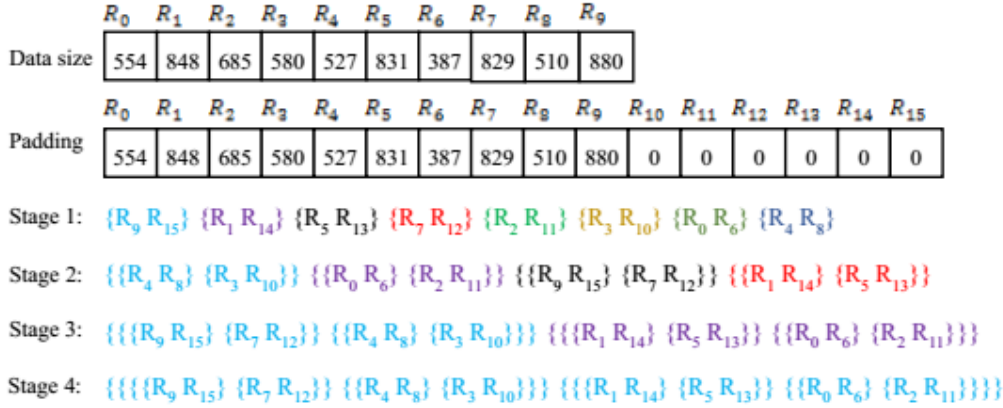 R0 R1 R2 R3 R4 R5 R6 R7 R8 R9
Data size 554 848 685 580 527 831 387 829 510 880
R0 R1 R2 R3 R4 R5 R6 R7 R8 R9 R10 R11 R12 R13 R14 R15
Padding 554 848 685 580 527 831 387 829 510 880 0 0 0 0 0 0
Stage 1: {R9 R15} {R1 R14} {R5 R13} {R7 R12} {R2 R11} {R3 R10} {R0 R6} {R4 R8}
Stage 2: {{R4 R8} {R3 R10}} {{R0 R6} {R2 R11}} {{R9 R15} {R7 R12}} {{R1 R14} {R5 R13}}
Stage 3: {{{R9 R15} {R7 R12}} {{R4 R8} {R3 R10}}} {{{R1 R14} {R5 R13}} {{R0 R6} {R2 R11}}}
Stage 4: {{{{R9 R15} {R7 R12}} {{R4 R8} {R3 R10}}} {{{R1 R14} {R5 R13}} {{R0 R6} {R2 R11}}}}